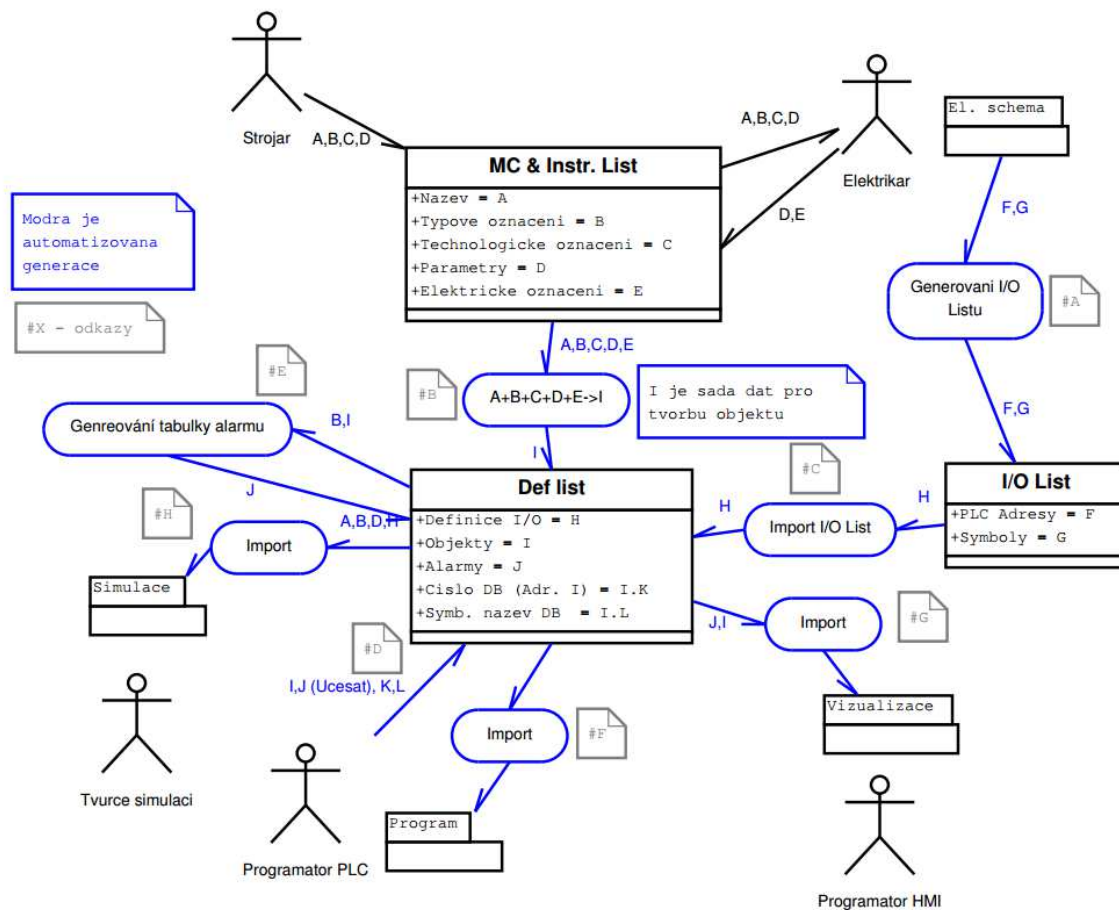 Strojar
A,B,C,D
A,B,C,D
Elektrikar
D,E
El. schema
MC & Instr. List
+Nazev = A
+Typove oznaceni = B
+Technologicke oznaceni = C
+Parametry = D
+Elektricke oznaceni = E
Modra je
automatizovana
generace
#X - odkazy
F,G
Generovani I/O
Listu
#A
A,B,C,D,E
#B
A+B+C+D+E->I
I je sada dat pro
tvorbu objektu
I
#E
Genreování tabulky alarmu
B,I
J
F,G
#C
Import I/O List
H
H
I/O List
+PLC Adresy = F
+Symboly = G
Def list
+Definice I/O = H
+Objekty = I
+Alarmy = J
+Cislo DB (Adr. I) = I.K
+Symb. nazev DB = I.L
#H
A,B,D,H
Import
Simulace
Tvurce simulaci
#D
I,J (Ucesat), K,L
Programator PLC
Import
#F
Program
J,I
Import
#G
Vizualizace
Programator HMI